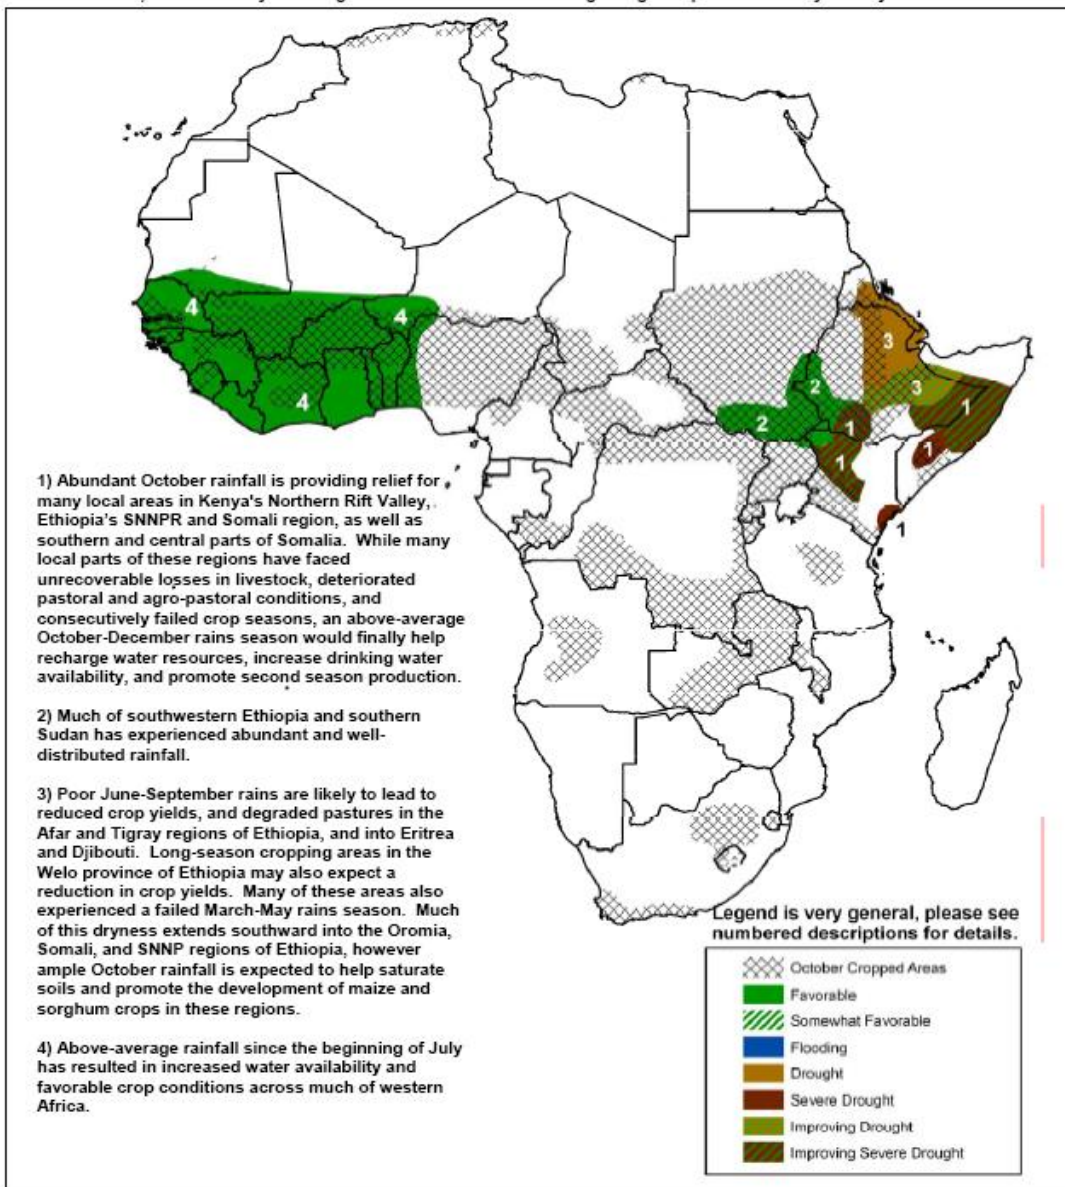 1) Abundant October rainfall is providing relief for
many local areas in Kenya's Northern Rift Valley,
Ethiopia's SNNPR and Somali region, as well as
southern and central parts of Somalia. While many
local parts of these regions have faced
unrecoverable losses in livestock, deteriorated
pastoral and agro-pastoral conditions, and
consecutively failed crop seasons, an above-average
October-December rains season would finally help
recharge water resources, increase drinking water
availability, and promote second season production.
2) Much of southwestern Ethiopia and southern
Sudan has experienced abundant and well-
distributed rainfall.
3) Poor June-September rains are likely to lead to
reduced crop yields, and degraded pastures in the
Afar and Tigray regions of Ethiopia, and into Eritrea
and Djibouti. Long-season cropping areas in the
Welo province of Ethiopia may also expect a
reduction in crop yields. Many of these areas also
experienced a failed March-May rains season. Much
of this dryness extends southward into the Oromia,
Somali, and SNNP regions of Ethiopia, however
ample October rainfall is expected to help saturate
soils and promote the development of maize and
sorghum crops in these regions.
4) Above-average rainfall since the beginning of July
has resulted in increased water availability and
favorable crop conditions across much of western
Africa.
4
4
4
3
3
2
2
1
1
1
1
1
Legend is very general, please see
numbered descriptions for details.
October Cropped Areas
Favorable
Somewhat Favorable
Flooding
Drought
Severe Drought
Improving Drought
Improving Severe Drought